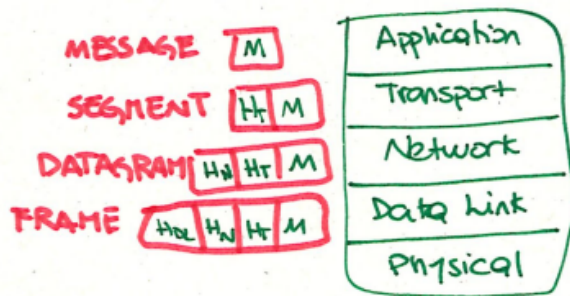 MESSAGE M Application
SEGMENT HT M Transport
DATAGRAM HN HT M Network
FRAME HDL HN HT M Data Link
Physical